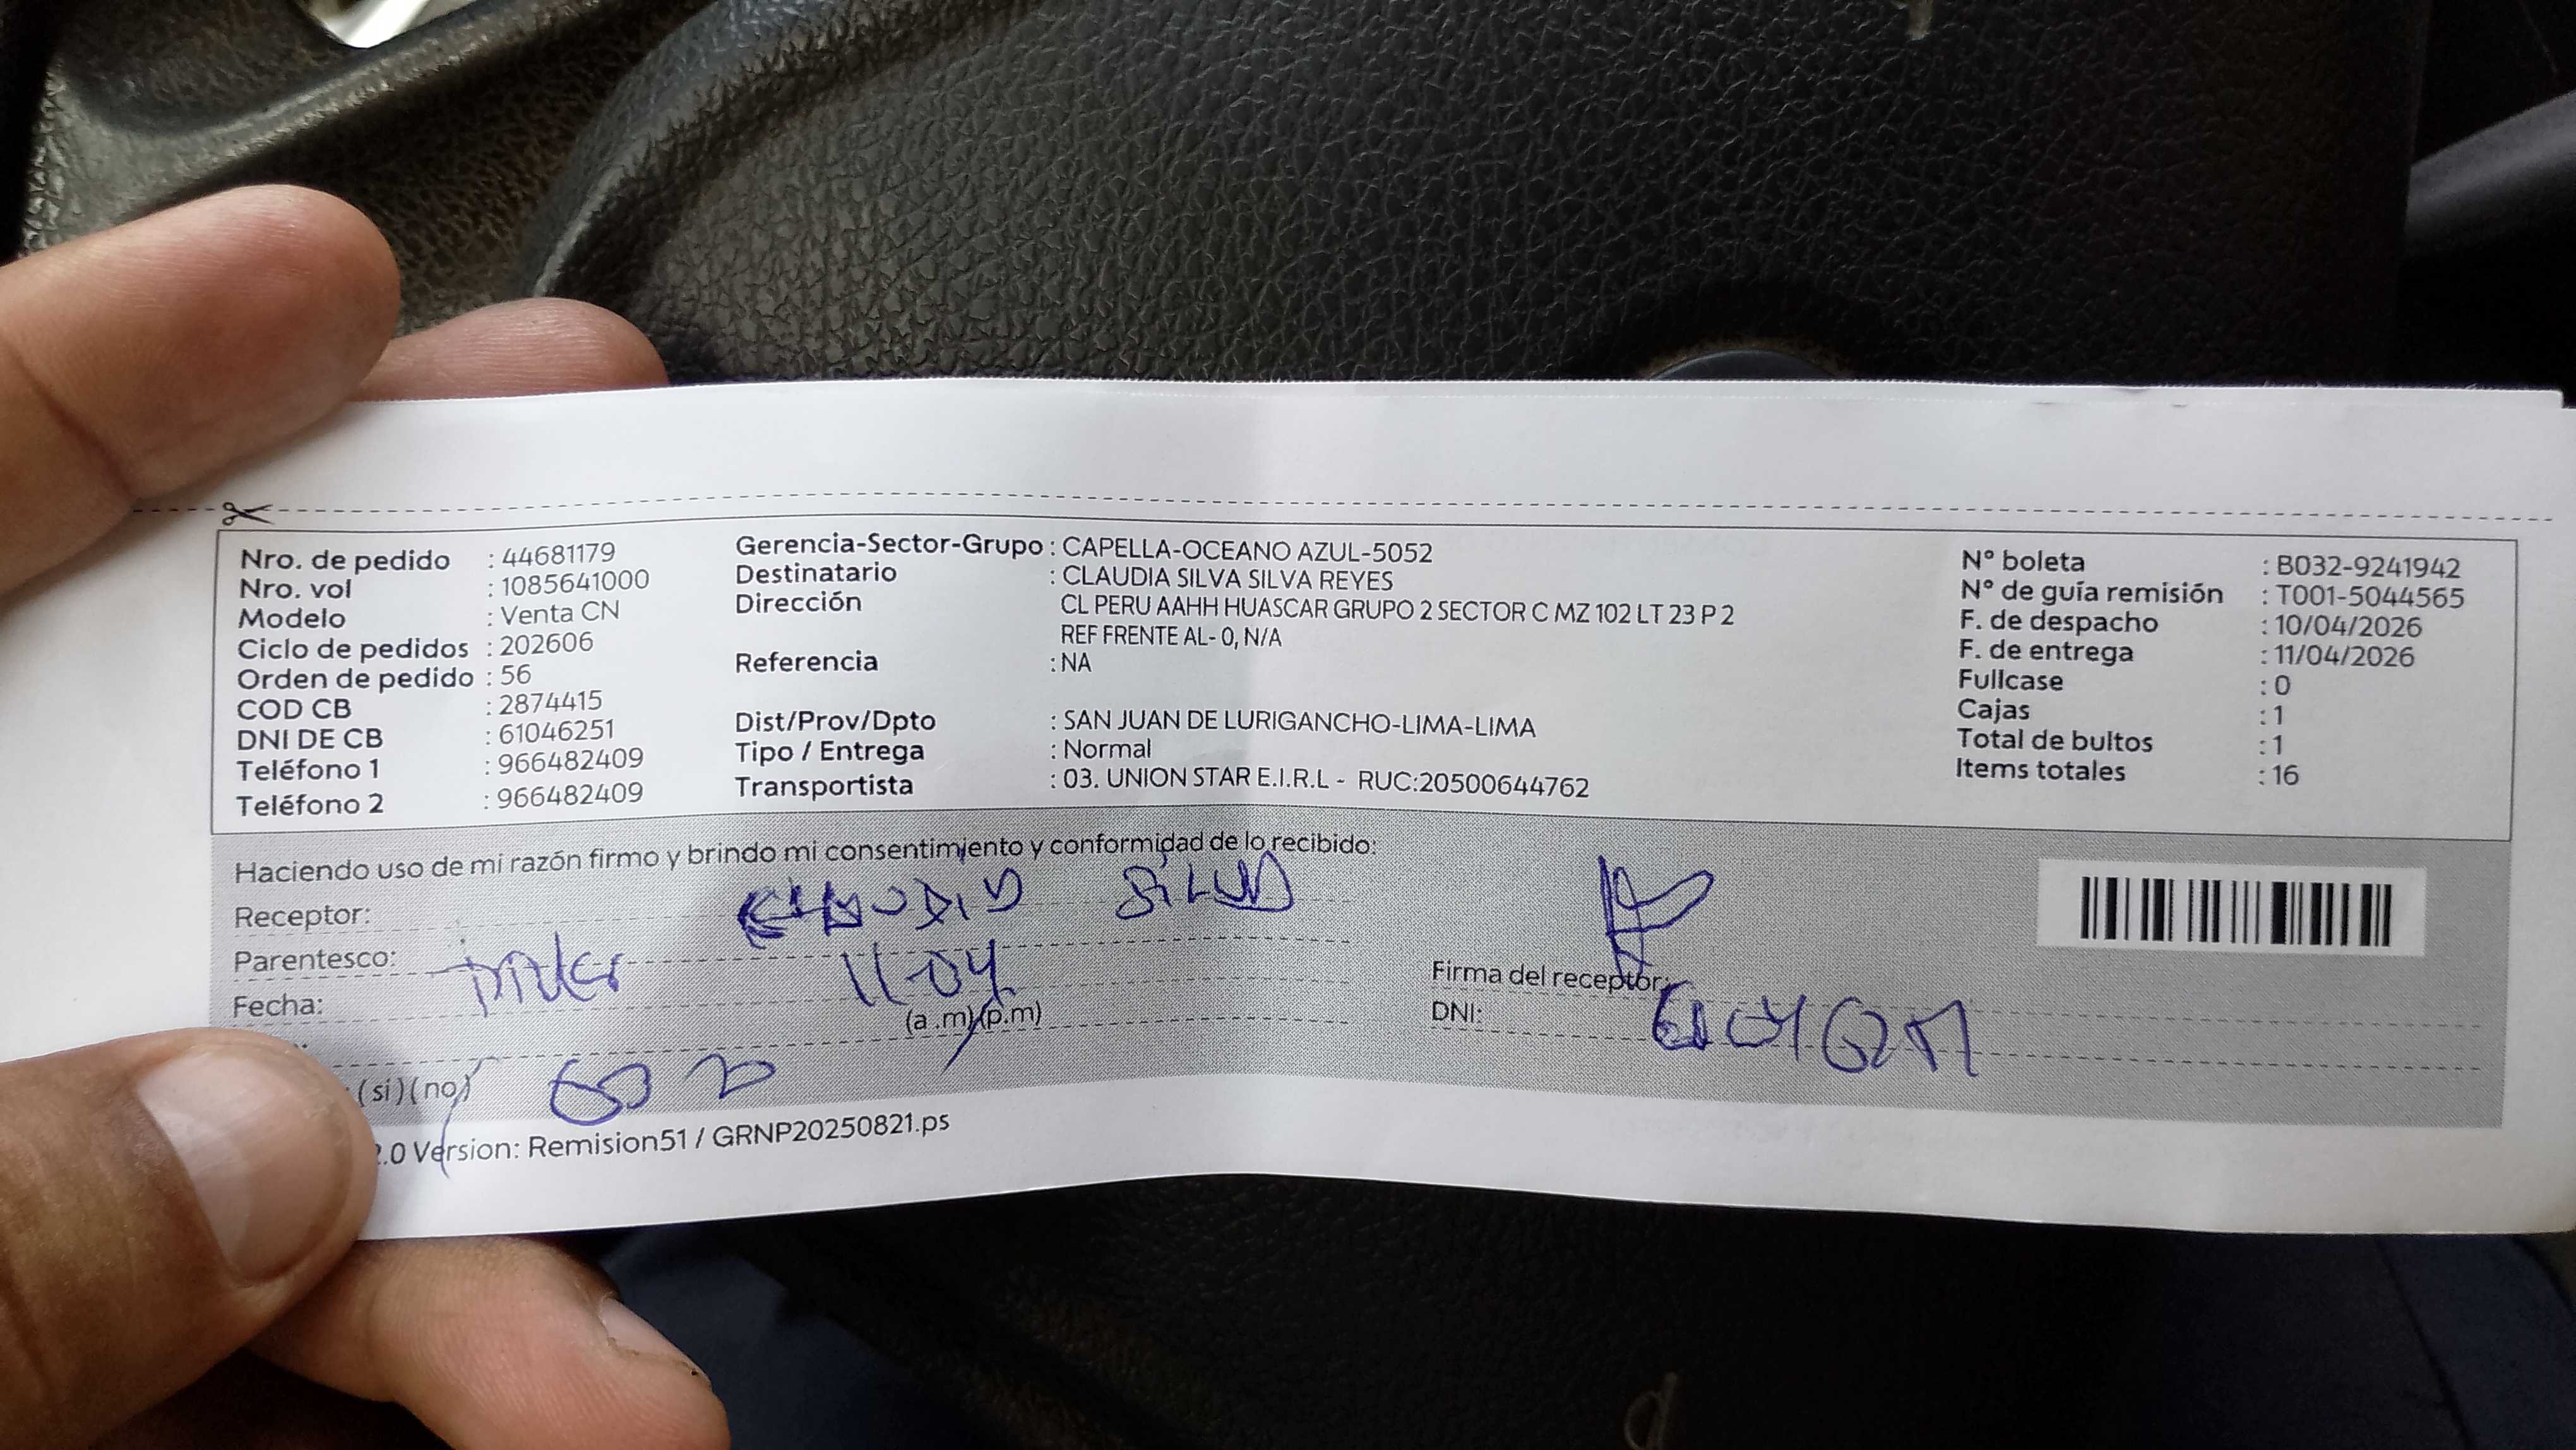 Nro. de pedido : 44681179
Nro. vol : 1085641000
Modelo : Venta CN
Ciclo de pedidos : 202606
Orden de pedido : 56
COD CB : 2874415
DNI DE CB : 61046251
Teléfono 1 : 966482409
Teléfono 2 : 966482409
Gerencia-Sector-Grupo : CAPELLA-OCEANO AZUL-5052
Destinatario : CLAUDIA SILVA SILVA REYES
Dirección CL PERU AAHH HUASCAR GRUPO 2 SECTOR C MZ 102 LT 23 P 2
REF FRENTE AL- 0, N/A
Referencia : NA
Dist/Prov/Dpto : SAN JUAN DE LURIGANCHO-LIMA-LIMA
Tipo / Entrega : Normal
Transportista : 03. UNION STAR E.I.R.L - RUC:20500644762
N° boleta : B032-9241942
N° de guía remisión : T001-5044565
F. de despacho : 10/04/2026
F. de entrega : 11/04/2026
Fullcase : 0
Cajas : 1
Total de bultos : 1
Items totales : 16
Haciendo uso de mi razón firmo y brindo mi consentimiento y conformidad de lo recibido:
Receptor:
Parentesco:
Fecha: 11-04
(a.m)(p.m)
(si)(no)
Firma del receptor:
DNI:
2.0 Version: Remision51 / GRNP20250821.ps